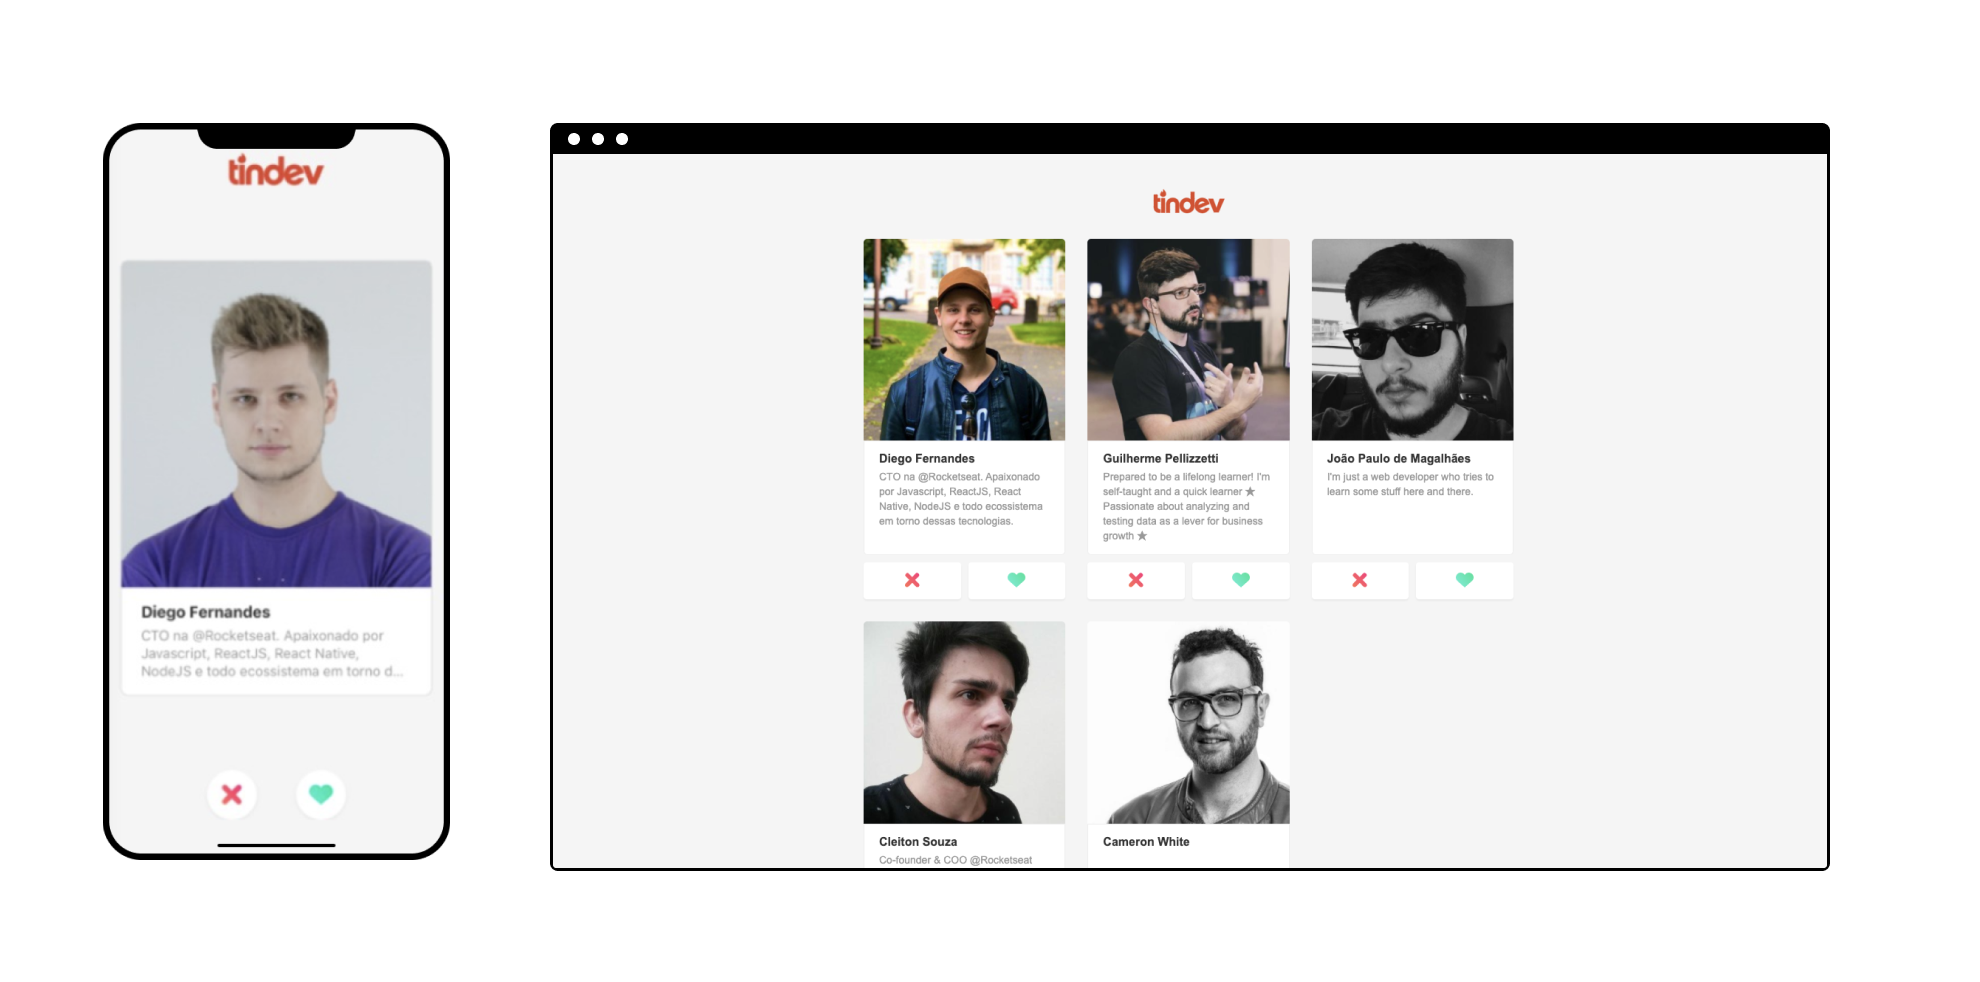 tindev
Diego Fernandes
CTO na @Rocketseat. Apaixonado por
Javascript, ReactJS, React Native,
NodeJS e todo ecossistema em torno d...
tindev
Diego Fernandes
CTO na @Rocketseat. Apaixonado
por Javascript, ReactJS, React
Native, NodeJS e todo ecossistema
em torno dessas tecnologias.
Guilherme Pellizzetti
Prepared to be a lifelong learner! I'm
self-taught and a quick learner ★
Passionate about analyzing and
testing data as a lever for business
growth ★
João Paulo de Magalhães
I'm just a web developer who tries to
learn some stuff here and there.
Cleiton Souza
Co-founder & COO @Rocketseat
Cameron White